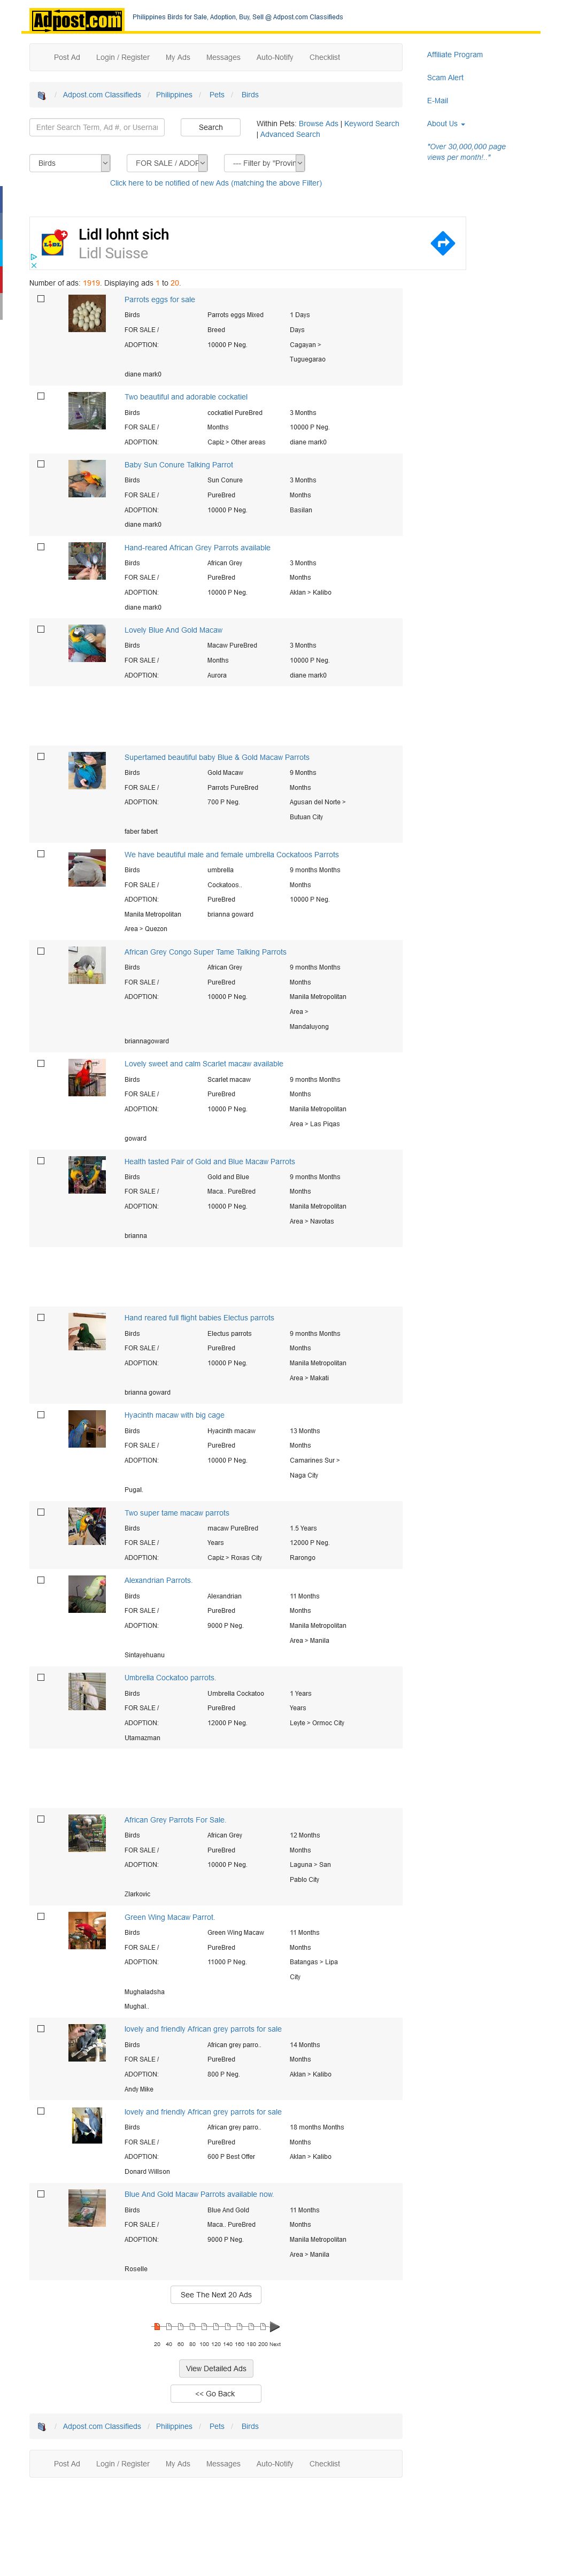 Adpost.com
Philippines Birds for Sale, Adoption, Buy, Sell @ Adpost.com Classifieds
Post Ad Login / Register My Ads Messages Auto-Notify Checklist
Affiliate Program
Scam Alert
E-Mail
About Us
"Over 30,000,000 page
views per month!.."
/ Adpost.com Classifieds / Philippines / Pets / Birds
Enter Search Term, Ad #, or Usernam
Search
Within Pets: Browse Ads | Keyword Search
| Advanced Search
Birds
FOR SALE / ADOP
--- Filter by "Provin
Click here to be notified of new Ads (matching the above Filter)
Lidl lohnt sich
Lidl Suisse
Number of ads: 1919. Displaying ads 1 to 20.
Parrots eggs for sale
Birds Parrots eggs Mixed 1 Days
FOR SALE / Breed Days
ADOPTION: 10000 P Neg. Cagayan >
Tuguegarao
diane mark0
Two beautiful and adorable cockatiel
Birds cockatiel PureBred 3 Months
FOR SALE / Months 10000 P Neg.
ADOPTION: Capiz > Other areas diane mark0
Baby Sun Conure Talking Parrot
Birds Sun Conure 3 Months
FOR SALE / PureBred Months
ADOPTION: 10000 P Neg. Basilan
diane mark0
Hand-reared African Grey Parrots available
Birds African Grey 3 Months
FOR SALE / PureBred Months
ADOPTION: 10000 P Neg. Aklan > Kalibo
diane mark0
Lovely Blue And Gold Macaw
Birds Macaw PureBred 3 Months
FOR SALE / Months 10000 P Neg.
ADOPTION: Aurora diane mark0
Supertamed beautiful baby Blue & Gold Macaw Parrots
Birds Gold Macaw 9 Months
FOR SALE / Parrots PureBred Months
ADOPTION: 700 P Neg. Agusan del Norte >
Butuan City
faber fabert
We have beautiful male and female umbrella Cockatoos Parrots
Birds umbrella 9 months Months
FOR SALE / Cockatoos.. Months
ADOPTION: PureBred 10000 P Neg.
Manila Metropolitan brianna goward
Area > Quezon
African Grey Congo Super Tame Talking Parrots
Birds African Grey 9 months Months
FOR SALE / PureBred Months
ADOPTION: 10000 P Neg. Manila Metropolitan
Area >
Mandaluyong
briannagoward
Lovely sweet and calm Scarlet macaw available
Birds Scarlet macaw 9 months Months
FOR SALE / PureBred Months
ADOPTION: 10000 P Neg. Manila Metropolitan
Area > Las Piqas
goward
Health tasted Pair of Gold and Blue Macaw Parrots
Birds Gold and Blue 9 months Months
FOR SALE / Maca.. PureBred Months
ADOPTION: 10000 P Neg. Manila Metropolitan
Area > Navotas
brianna
Hand reared full flight babies Electus parrots
Birds Electus parrots 9 months Months
FOR SALE / PureBred Months
ADOPTION: 10000 P Neg. Manila Metropolitan
Area > Makati
brianna goward
Hyacinth macaw with big cage
Birds Hyacinth macaw 13 Months
FOR SALE / PureBred Months
ADOPTION: 10000 P Neg. Camarines Sur >
Naga City
Pugal.
Two super tame macaw parrots
Birds macaw PureBred 1.5 Years
FOR SALE / Years 12000 P Neg.
ADOPTION: Capiz > Roxas City Rarongo
Alexandrian Parrots.
Birds Alexandrian 11 Months
FOR SALE / PureBred Months
ADOPTION: 9000 P Neg. Manila Metropolitan
Area > Manila
Sintayehuanu
Umbrella Cockatoo parrots.
Birds Umbrella Cockatoo 1 Years
FOR SALE / PureBred Years
ADOPTION: 12000 P Neg. Leyte > Ormoc City
Utamazman
African Grey Parrots For Sale.
Birds African Grey 12 Months
FOR SALE / PureBred Months
ADOPTION: 10000 P Neg. Laguna > San
Pablo City
Zlarkovic
Green Wing Macaw Parrot.
Birds Green Wing Macaw 11 Months
FOR SALE / PureBred Months
ADOPTION: 11000 P Neg. Batangas > Lipa
City
Mughaladsha
Mughal..
lovely and friendly African grey parrots for sale
Birds African grey parro.. 14 Months
FOR SALE / PureBred Months
ADOPTION: 800 P Neg. Aklan > Kalibo
Andy Mike
lovely and friendly African grey parrots for sale
Birds African grey parro.. 18 months Months
FOR SALE / PureBred Months
ADOPTION: 600 P Best Offer Aklan > Kalibo
Donard Willson
Blue And Gold Macaw Parrots available now.
Birds Blue And Gold 11 Months
FOR SALE / Maca.. PureBred Months
ADOPTION: 9000 P Neg. Manila Metropolitan
Area > Manila
Roselle
See The Next 20 Ads
20 40 60 80 100 120 140 160 180 200 Next
View Detailed Ads
<< Go Back
/ Adpost.com Classifieds / Philippines / Pets / Birds
Post Ad Login / Register My Ads Messages Auto-Notify Checklist